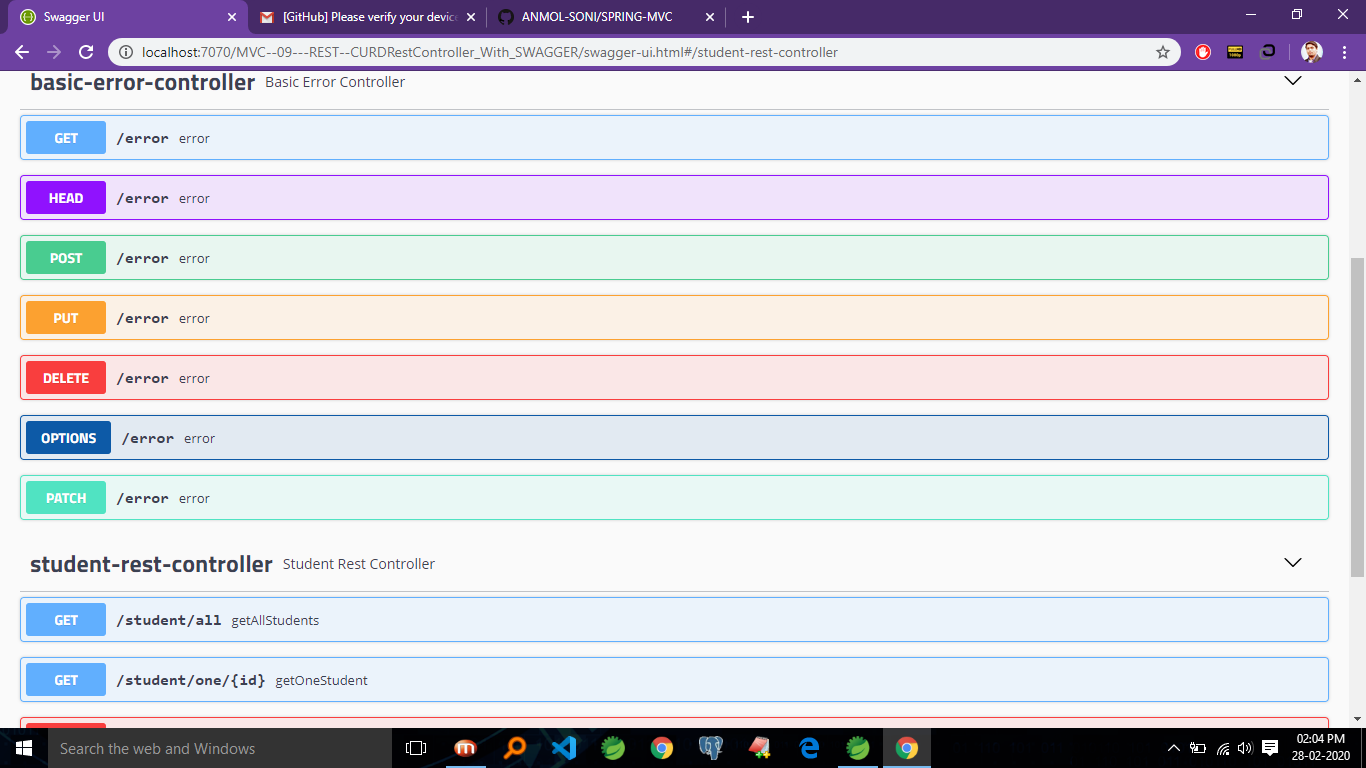 Swagger UI
[GitHub] Please verify your device
ANMOL-SONI/SPRING-MVC
localhost:7070/MVC--09---REST--CURDRestController_With_SWAGGER/swagger-ui.html#/student-rest-controller
basic-error-controller Basic Error Controller
GET /error error
HEAD /error error
POST /error error
PUT /error error
DELETE /error error
OPTIONS /error error
PATCH /error error
student-rest-controller Student Rest Controller
GET /student/all getAllStudents
GET /student/one/{id} getOneStudent
Search the web and Windows
02:04 PM
28-02-2020